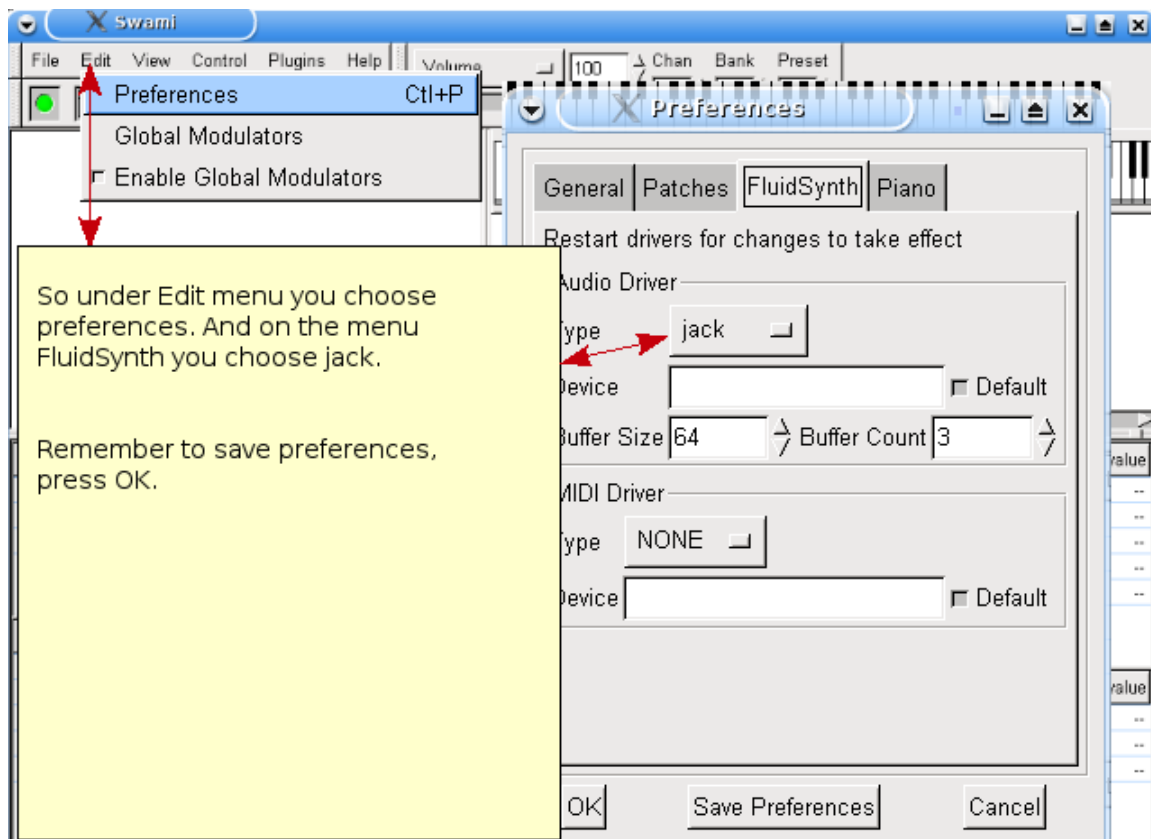 Swami
File Edit View Control Plugins Help Volume 100 Chan Bank Preset
Preferences Ctl+P
Global Modulators
Enable Global Modulators
Preferences
General Patches FluidSynth Piano
Restart drivers for changes to take effect
Audio Driver
Type jack
Device Default
Buffer Size 64 Buffer Count 3
MIDI Driver
Type NONE
Device Default
OK Save Preferences Cancel
So under Edit menu you choose
preferences. And on the menu
FluidSynth you choose jack.
Remember to save preferences,
press OK.
value
--
--
--
--
--
value
--
--
--